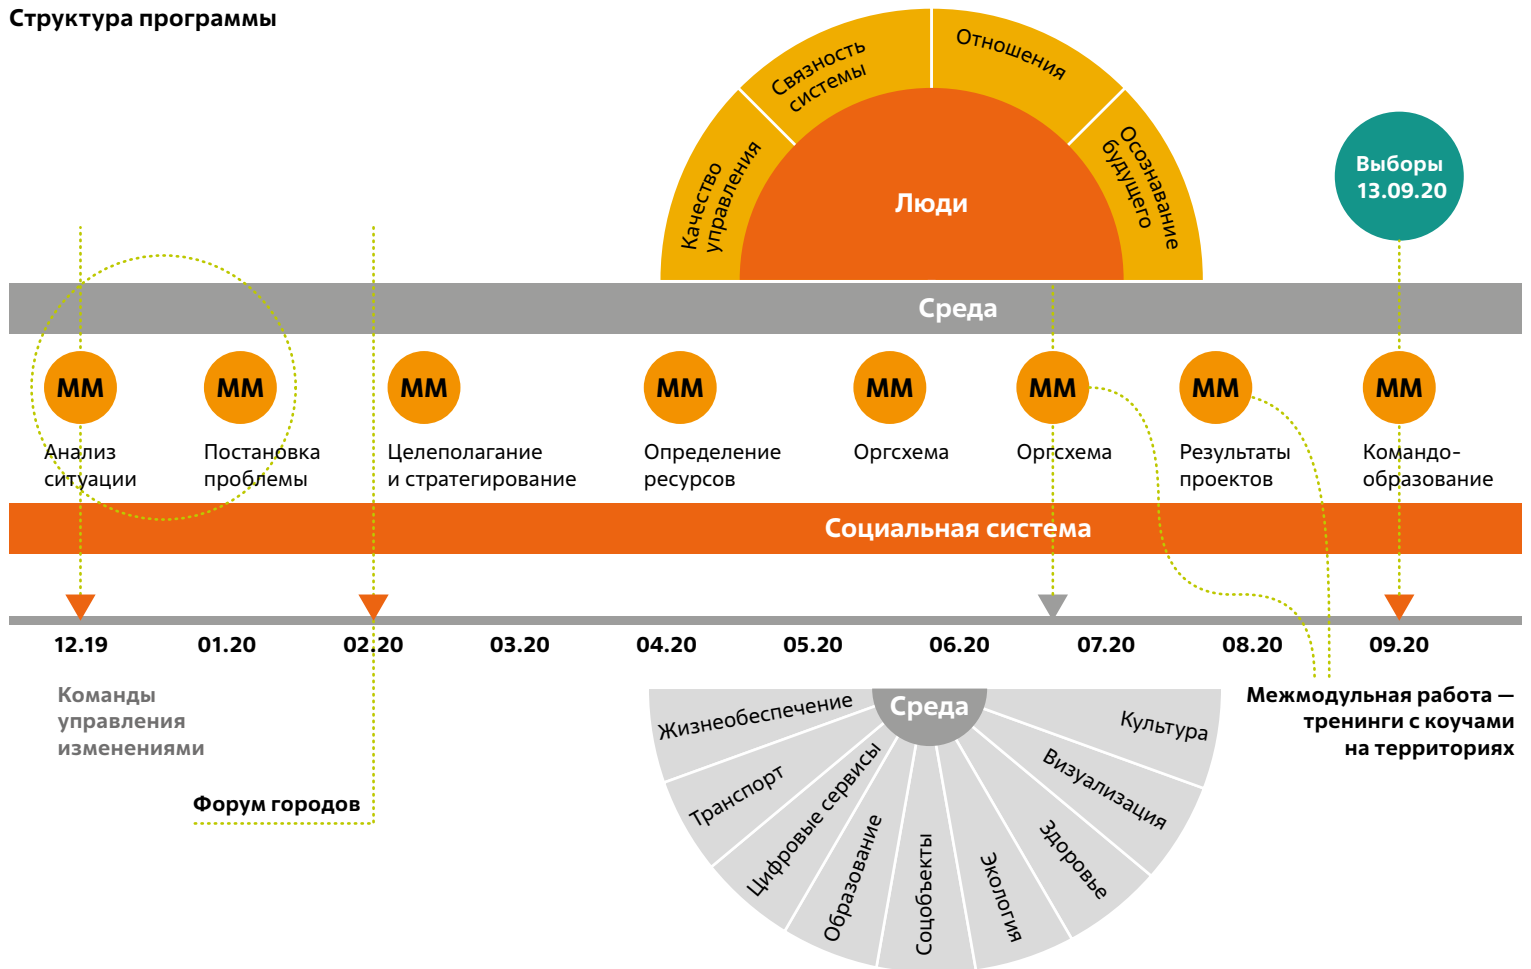 Структура программы
Качество
управления
Связность
системы
Отношения
Осознавание
будущего
Люди
Выборы
13.09.20
Среда
ММ
ММ
ММ
ММ
ММ
ММ
ММ
ММ
Анализ
ситуации
Постановка
проблемы
Целеполагание
и стратегирование
Определение
ресурсов
Оргсхема
Оргсхема
Результаты
проектов
Командо-
образование
Социальная система
12.19
01.20
02.20
03.20
04.20
05.20
06.20
07.20
08.20
09.20
Команды
управления
изменениями
Форум городов
Среда
Жизнеобеспечение
Транспорт
Цифровые сервисы
Образование
Соцобъекты
Экология
Здоровье
Визуализация
Культура
Межмодульная работа —
тренинги с коучами
на территориях